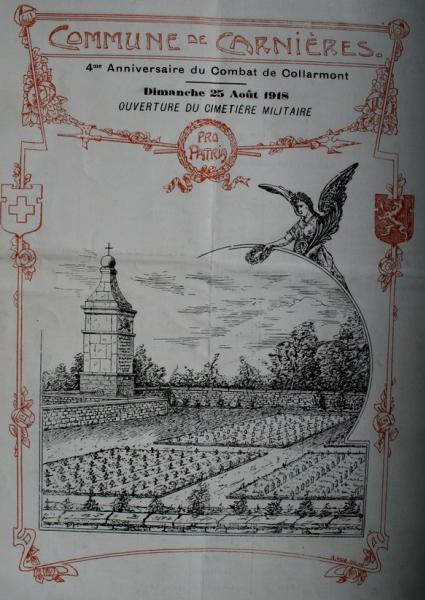 COMMUNE DE CARNIÈRES.
4me Anniversaire du Combat de Collarmont
Dimanche 25 Août 1918
OUVERTURE DU CIMETIÈRE MILITAIRE
PRO
PATRIA